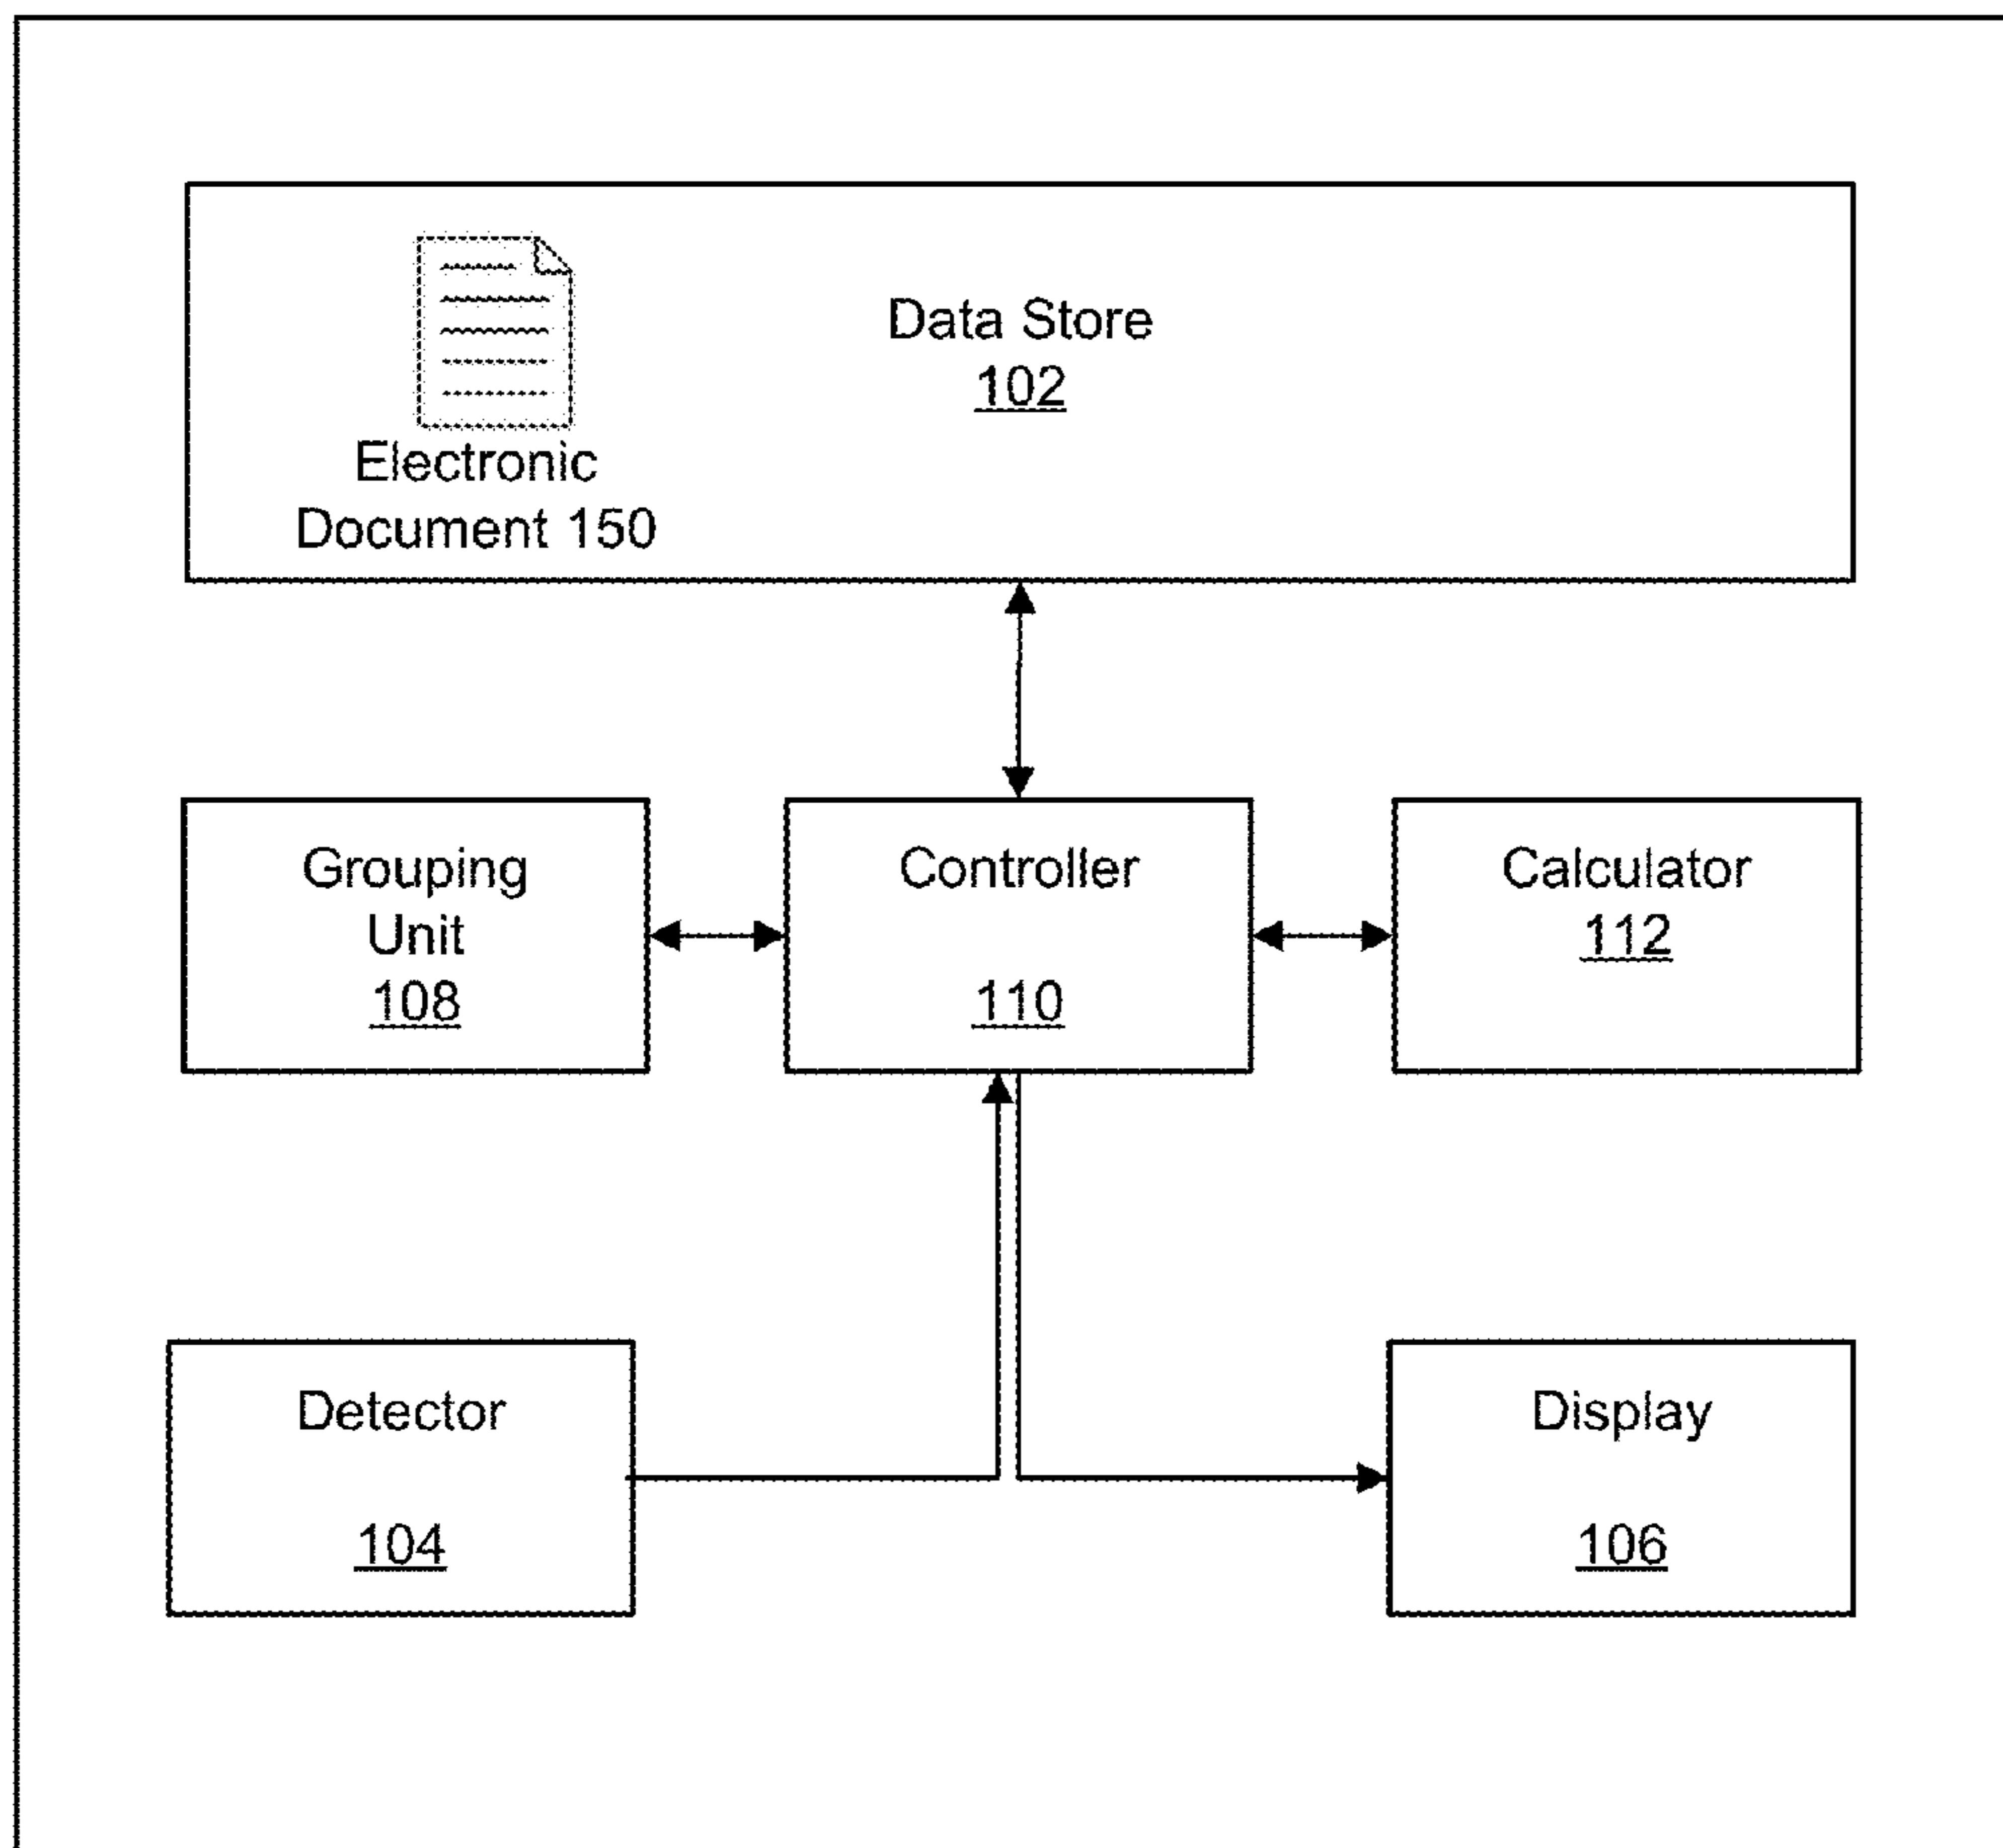 Data Store
102
Electronic
Document 150
Grouping
Unit
108
Controller
110
Calculator
112
Detector
104
Display
106